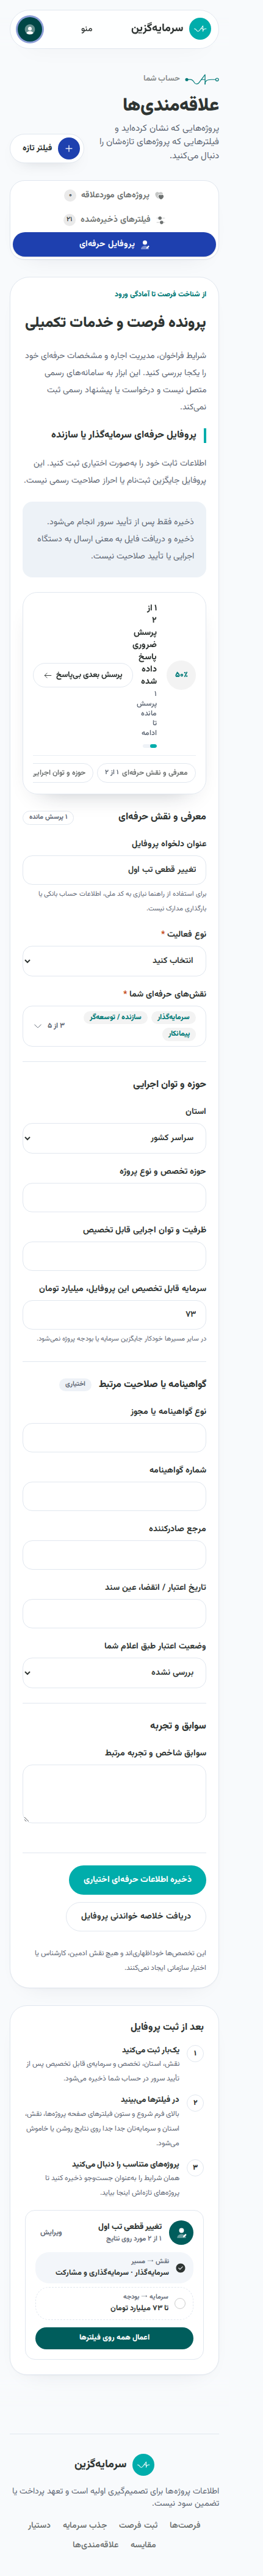 سرمایه‌گزین
منو
حساب شما
علاقه‌مندی‌ها
پروژه‌هایی که نشان کرده‌اید و
فیلترهایی که پروژه‌های تازه‌شان را
دنبال می‌کنید.
+ فیلتر تازه
پروژه‌های موردعلاقه ۰
فیلترهای ذخیره‌شده ۲۱
پروفایل حرفه‌ای
از شناخت فرصت تا آمادگی ورود
پرونده فرصت و خدمات تکمیلی
شرایط فراخوان، مدیریت اجاره و مشخصات حرفه‌ای خود
را یکجا بررسی کنید. این ابزار به سامانه‌های رسمی
متصل نیست و درخواست یا پیشنهاد رسمی ثبت
نمی‌کند.
پروفایل حرفه‌ای سرمایه‌گذار یا سازنده
اطلاعات ثابت خود را به‌صورت اختیاری ثبت کنید. این
پروفایل جایگزین ثبت‌نام یا احراز صلاحیت رسمی نیست.
ذخیره فقط پس از تأیید سرور انجام می‌شود.
ذخیره و دریافت فایل به معنی ارسال به دستگاه
اجرایی یا تأیید صلاحیت نیست.
۵۰٪
۱ از
۲
پرسش
ضروری
پاسخ
داده
شده
۱
پرسش
مانده
تا
ادامه
پرسش بعدی بی‌پاسخ ←
معرفی و نقش حرفه‌ای ۱ از ۲
حوزه و توان اجرایی
معرفی و نقش حرفه‌ای
۱ پرسش مانده
عنوان دلخواه پروفایل
تغییر قطعی تب اول
برای استفاده از راهنما نیازی به کد ملی، اطلاعات حساب بانکی یا
بارگذاری مدارک نیست.
نوع فعالیت *
انتخاب کنید
نقش‌های حرفه‌ای شما *
سرمایه‌گذار
سازنده / توسعه‌گر
پیمانکار
۳ از ۵
حوزه و توان اجرایی
استان
سراسر کشور
حوزه تخصص و نوع پروژه
ظرفیت و توان اجرایی قابل تخصیص
سرمایه قابل تخصیص این پروفایل، میلیارد تومان
۷۳
در سایر مسیرها خودکار جایگزین سرمایه یا بودجه پروژه نمی‌شود.
گواهینامه یا صلاحیت مرتبط
اختیاری
نوع گواهینامه یا مجوز
شماره گواهینامه
مرجع صادرکننده
تاریخ اعتبار / انقضا، عین سند
وضعیت اعتبار طبق اعلام شما
بررسی نشده
سوابق و تجربه
سوابق شاخص و تجربه مرتبط
ذخیره اطلاعات حرفه‌ای اختیاری
دریافت خلاصه خواندنی پروفایل
این تخصص‌ها خوداظهاری‌اند و هیچ نقش ادمین، کارشناس یا
اختیار سازمانی ایجاد نمی‌کنند.
بعد از ثبت پروفایل
۱
یک‌بار ثبت می‌کنید
نقش، استان، تخصص و سرمایه‌ی قابل تخصیص پس از
تأیید سرور در حساب شما ذخیره می‌شود.
۲
در فیلترها می‌بینید
بالای فرم شروع و ستون فیلترهای صفحه پروژه‌ها، نقش،
استان و سرمایه‌تان جدا جدا روی نتایج روشن یا خاموش
می‌شود.
۳
پروژه‌های متناسب را دنبال می‌کنید
همان شرایط را به‌عنوان جست‌وجو ذخیره کنید تا
پروژه‌های تازه‌اش اینجا بیاید.
تغییر قطعی تب اول
۱ از ۲ مورد روی نتایج
ویرایش
نقش ← مسیر
سرمایه‌گذار · سرمایه‌گذاری و مشارکت
سرمایه ← بودجه
تا ۷۳ میلیارد تومان
اعمال همه روی فیلترها
سرمایه‌گزین
اطلاعات پروژه‌ها برای تصمیم‌گیری اولیه است و تعهد پرداخت یا
تضمین سود نیست.
فرصت‌ها
ثبت فرصت
جذب سرمایه
دستیار
مقایسه
علاقه‌مندی‌ها